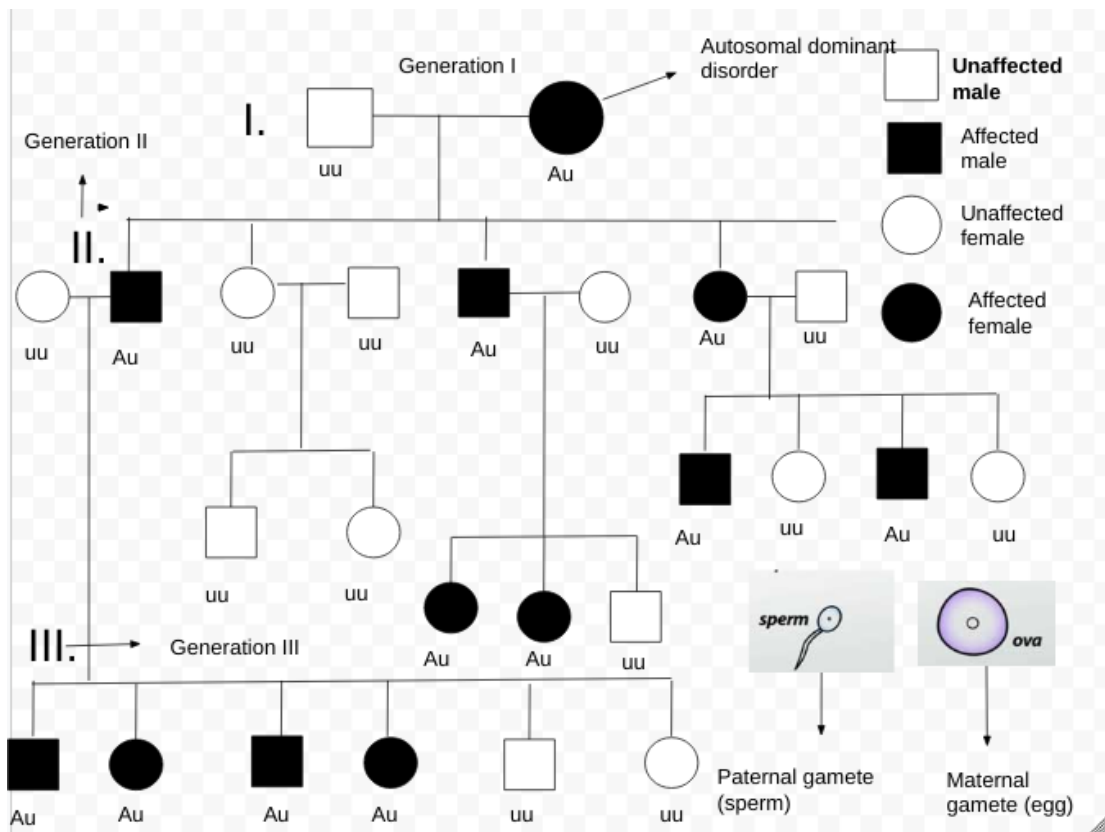 Autosomal dominant
disorder
Generation I
Unaffected
male
I.
Affected
male
Generation II
uu
Au
Unaffected
female
II.
Affected
female
uu
Au
uu
uu
Au
uu
Au
uu
Au
uu
Au
uu
uu
uu
sperm
ova
III.
Generation III
Au
Au
uu
Paternal gamete
(sperm)
Maternal
gamete (egg)
Au
Au
Au
Au
uu
uu